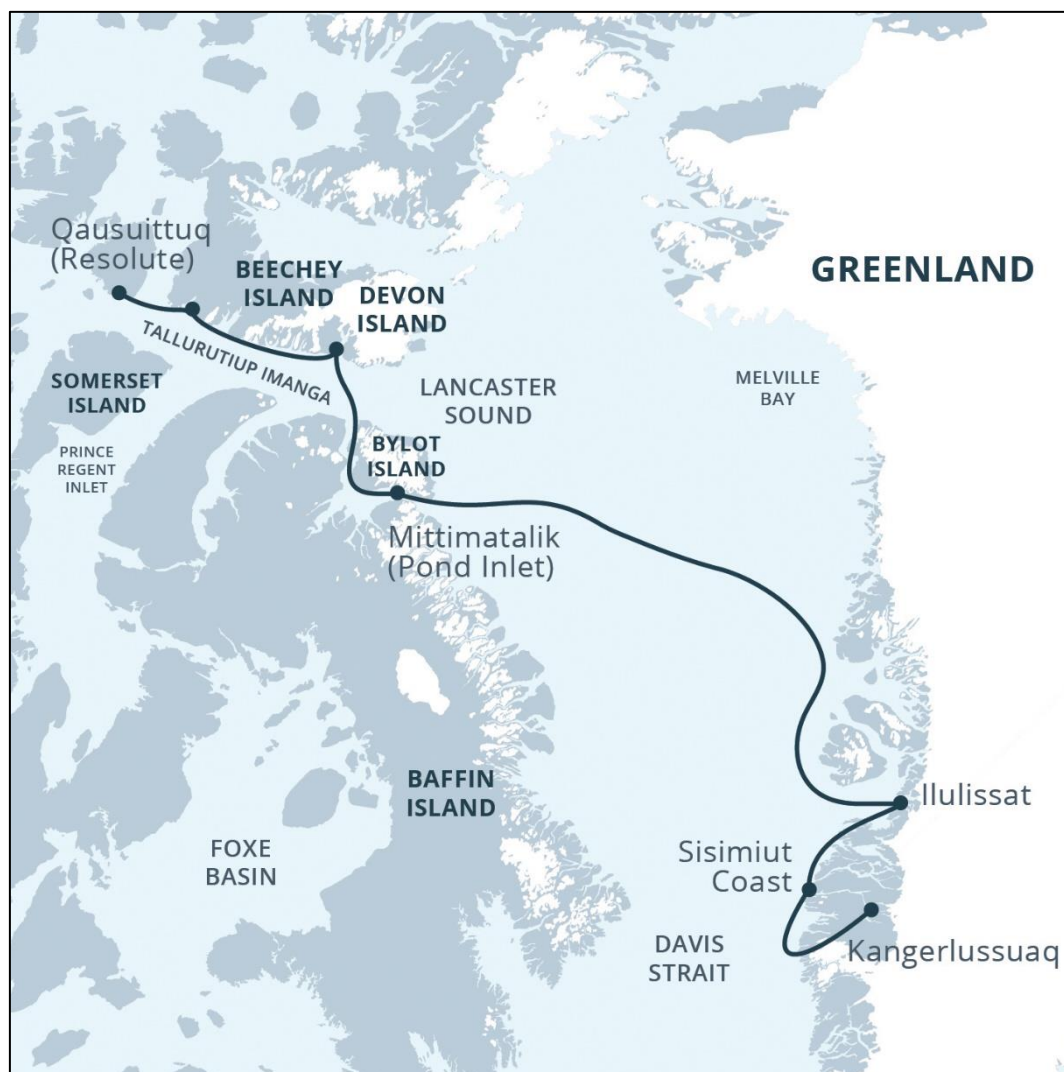 Qausuittuq
(Resolute)
BEECHEY
ISLAND
DEVON
ISLAND
GREENLAND
TALLURUTIUP IMANGA
SOMERSET
ISLAND
LANCASTER
SOUND
MELVILLE
BAY
PRINCE
REGENT
INLET
BYLOT
ISLAND
Mittimatalik
(Pond Inlet)
BAFFIN
ISLAND
Ilulissat
FOXE
BASIN
Sisimiut
Coast
DAVIS
STRAIT
Kangerlussuaq